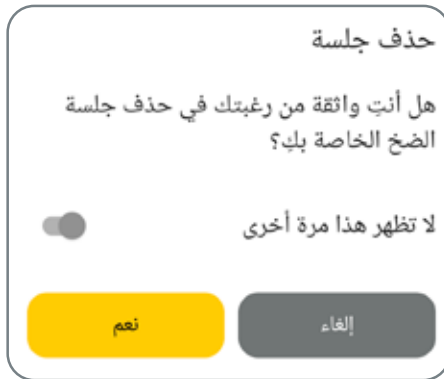 حذف جلسة
هل أنتِ واثقة من رغبتك في حذف جلسة
الضخ الخاصة بكِ؟
لا تظهر هذا مرة أخرى
إلغاء
نعم